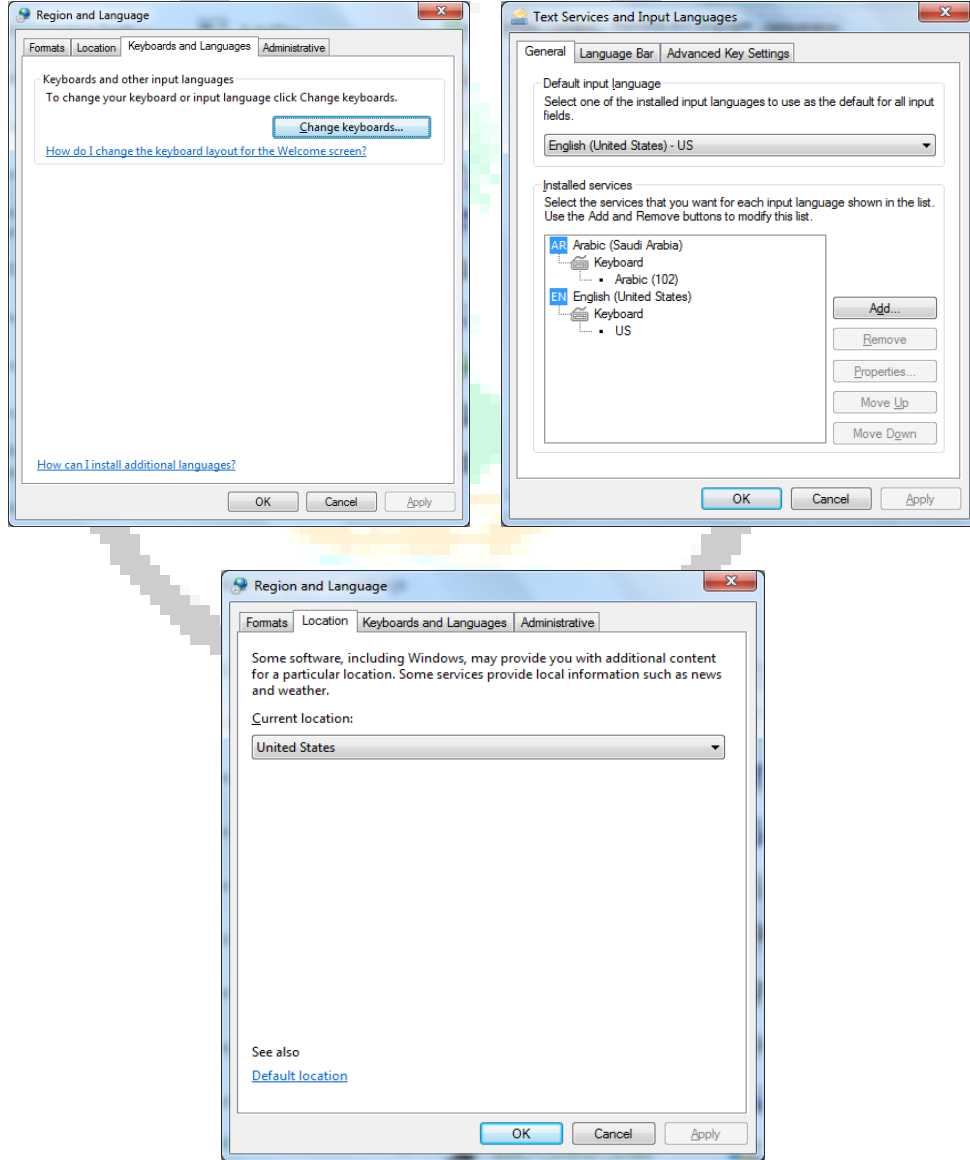 Region and Language
Formats Location Keyboards and Languages Administrative
Keyboards and other input languages
To change your keyboard or input language click Change keyboards.
Change keyboards...
How do I change the keyboard layout for the Welcome screen?
How can I install additional languages?
OK Cancel Apply
Text Services and Input Languages
General Language Bar Advanced Key Settings
Default input language
Select one of the installed input languages to use as the default for all input
fields.
English (United States) - US
Installed services
Select the services that you want for each input language shown in the list.
Use the Add and Remove buttons to modify this list.
AR Arabic (Saudi Arabia)
Keyboard
Arabic (102)
EN English (United States)
Keyboard
US
Add...
Remove
Properties...
Move Up
Move Down
OK Cancel Apply
Region and Language
Formats Location Keyboards and Languages Administrative
Some software, including Windows, may provide you with additional content
for a particular location. Some services provide local information such as news
and weather.
Current location:
United States
See also
Default location
OK Cancel Apply